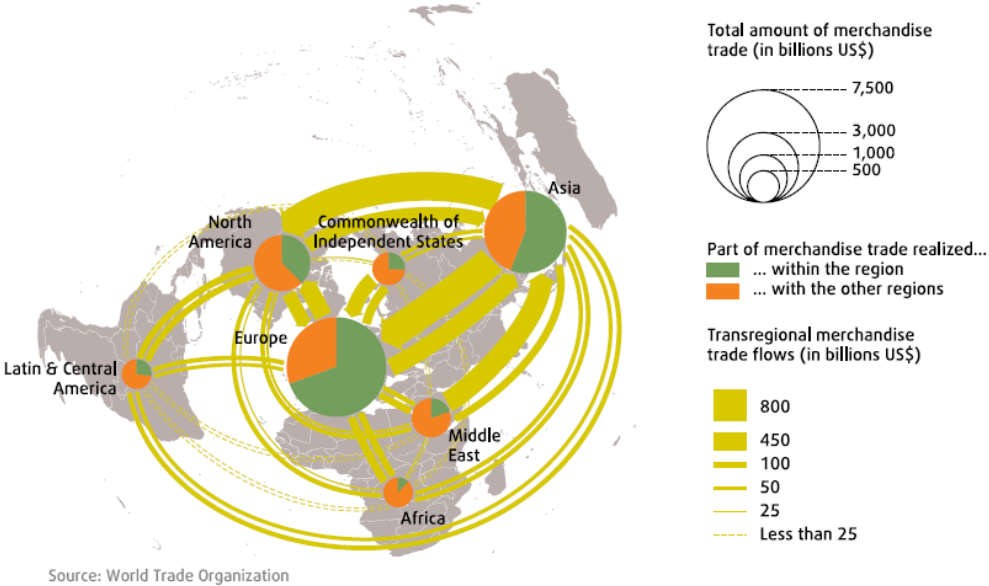 Total amount of merchandise
trade (in billions US$)
7,500
3,000
1,000
500
Asia
North
America
Commonwealth of
Independent States
Part of merchandise trade realized...
... within the region
... with the other regions
Europe
Transregional merchandise
trade flows (in billions US$)
Latin & Central
America
800
450
100
50
25
Less than 25
Middle
East
Africa
Source: World Trade Organization